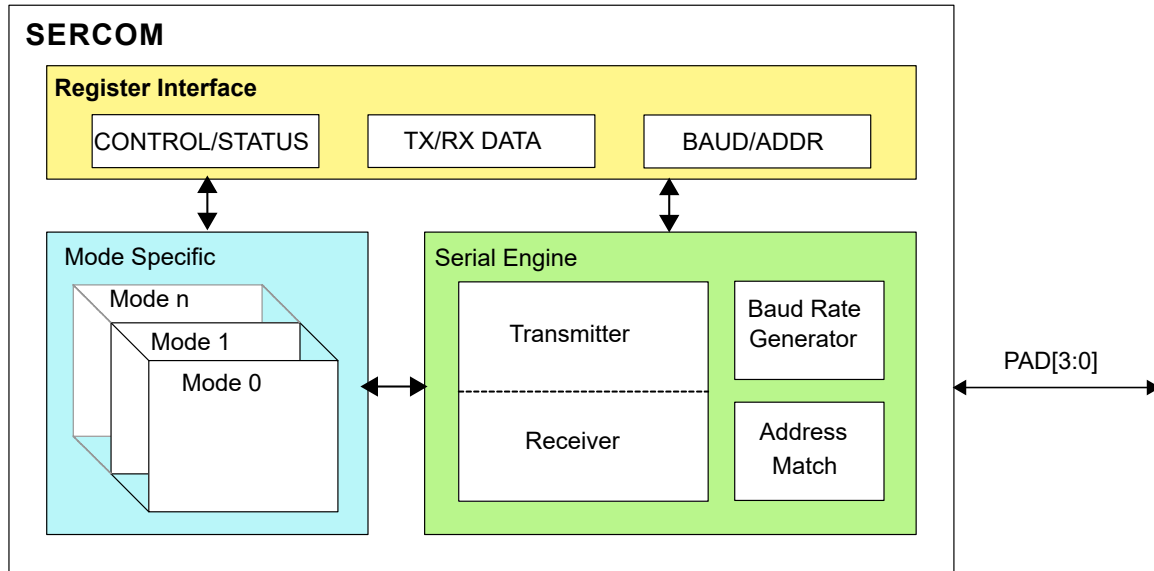 SERCOM
Register Interface
CONTROL/STATUS
TX/RX DATA
BAUD/ADDR
Mode Specific
Mode n
Mode 1
Mode 0
Serial Engine
Transmitter
Receiver
Baud Rate
Generator
Address
Match
PAD[3:0]